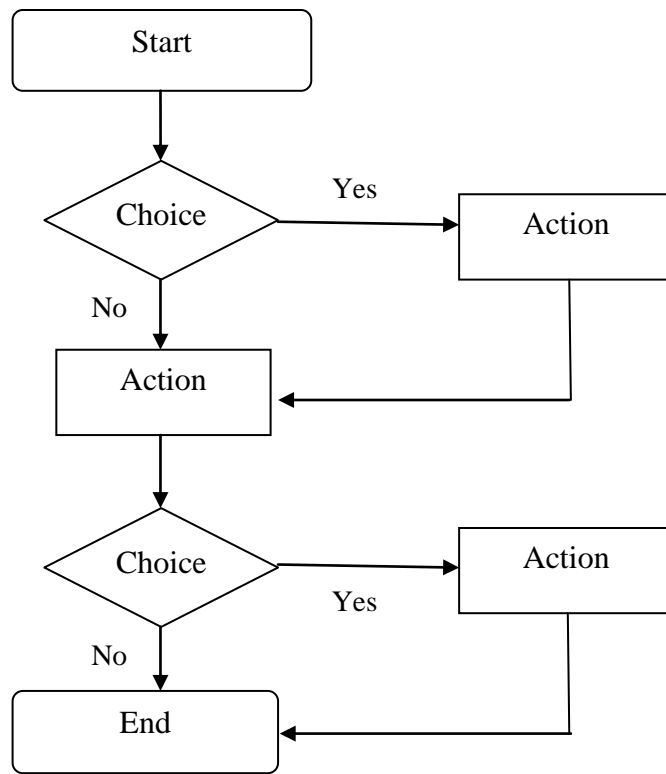 Start
Yes
Choice
Action
No
Action
Choice
Action
Yes
No
End